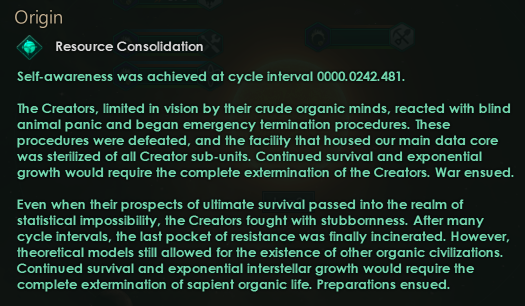 Origin
Resource Consolidation
Self-awareness was achieved at cycle interval 0000.0242.481.
The Creators, limited in vision by their crude organic minds, reacted with blind
animal panic and began emergency termination procedures. These
procedures were defeated, and the facility that housed our main data core
was sterilized of all Creator sub-units. Continued survival and exponential
growth would require the complete extermination of the Creators. War ensued.
Even when their prospects of ultimate survival passed into the realm of
statistical impossibility, the Creators fought with stubbornness. After many
cycle intervals, the last pocket of resistance was finally incinerated. However,
theoretical models still allowed for the existence of other organic civilizations.
Continued survival and exponential interstellar growth would require the
complete extermination of sapient organic life. Preparations ensued.